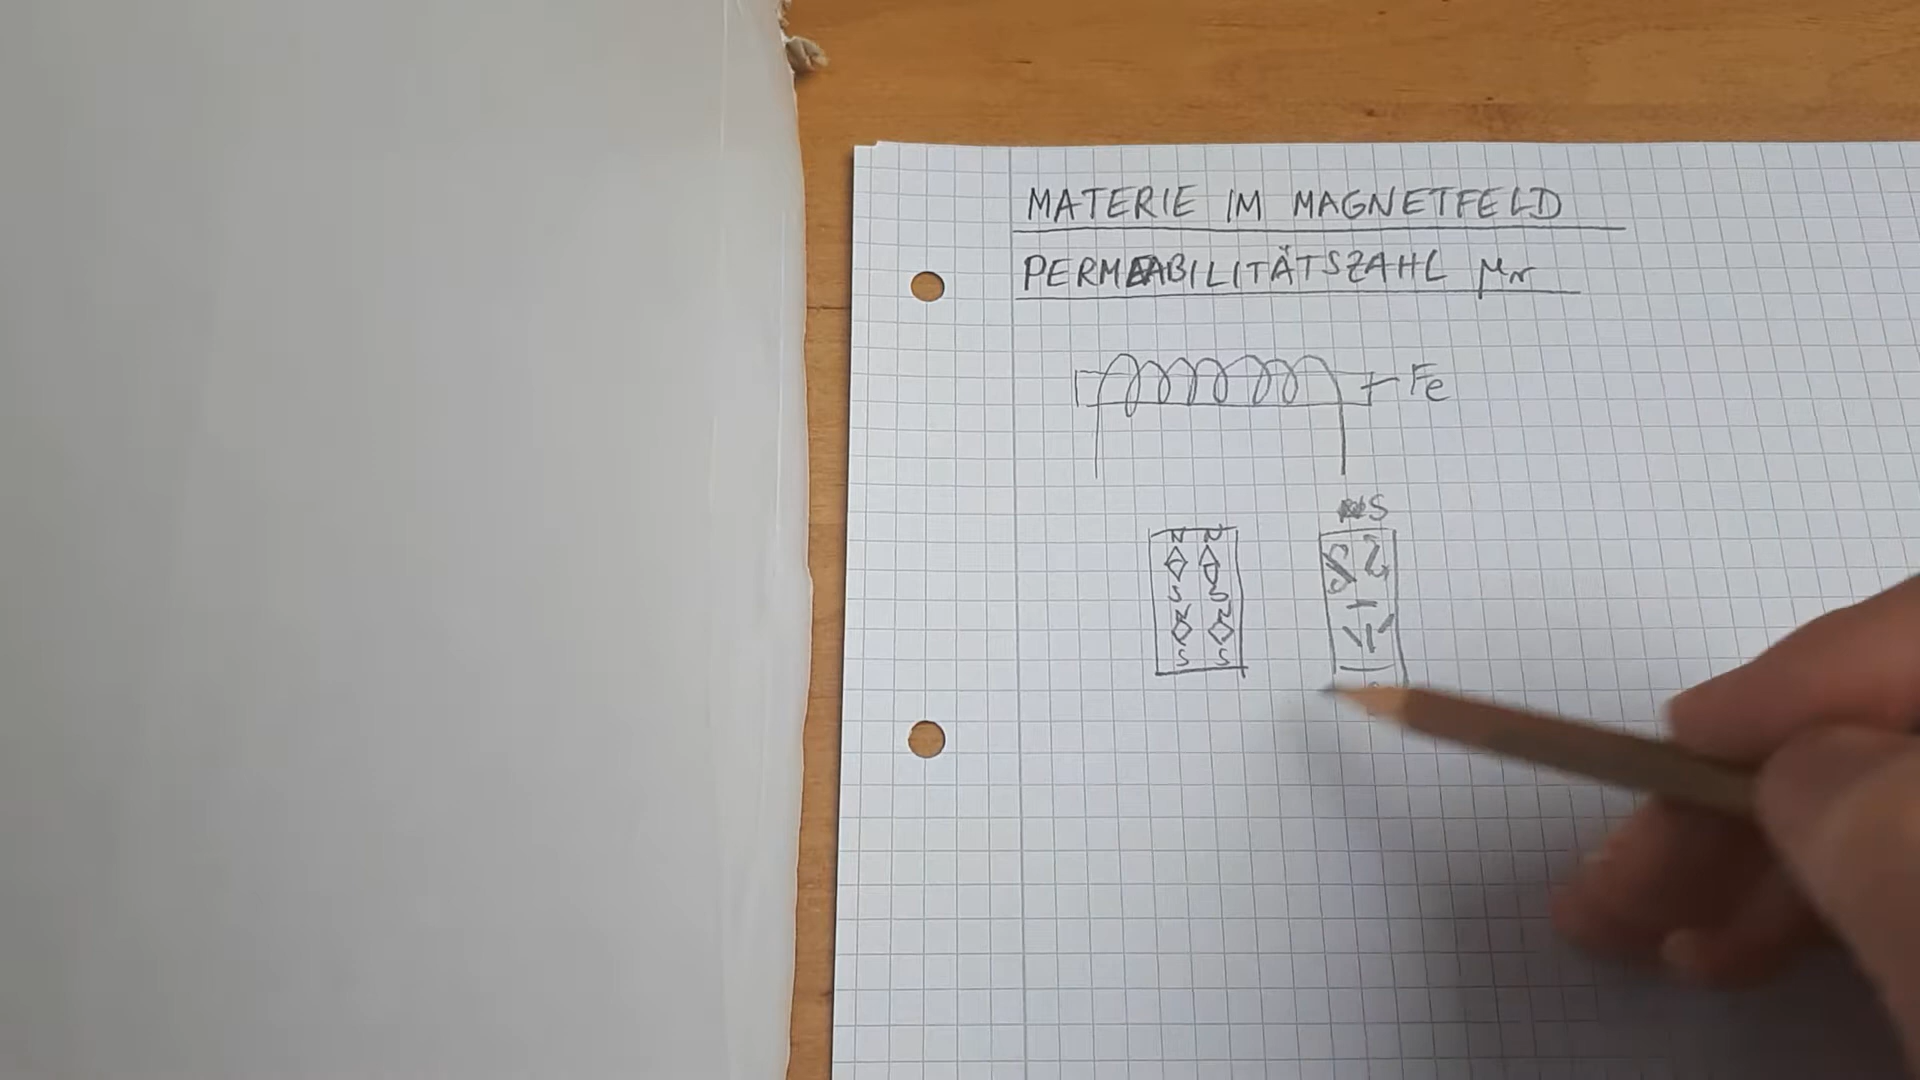 MATERIE IM MAGNETFELD
PERMEABILITÄTSZAHL μr
Fe
S
N N
S S
N N
S S